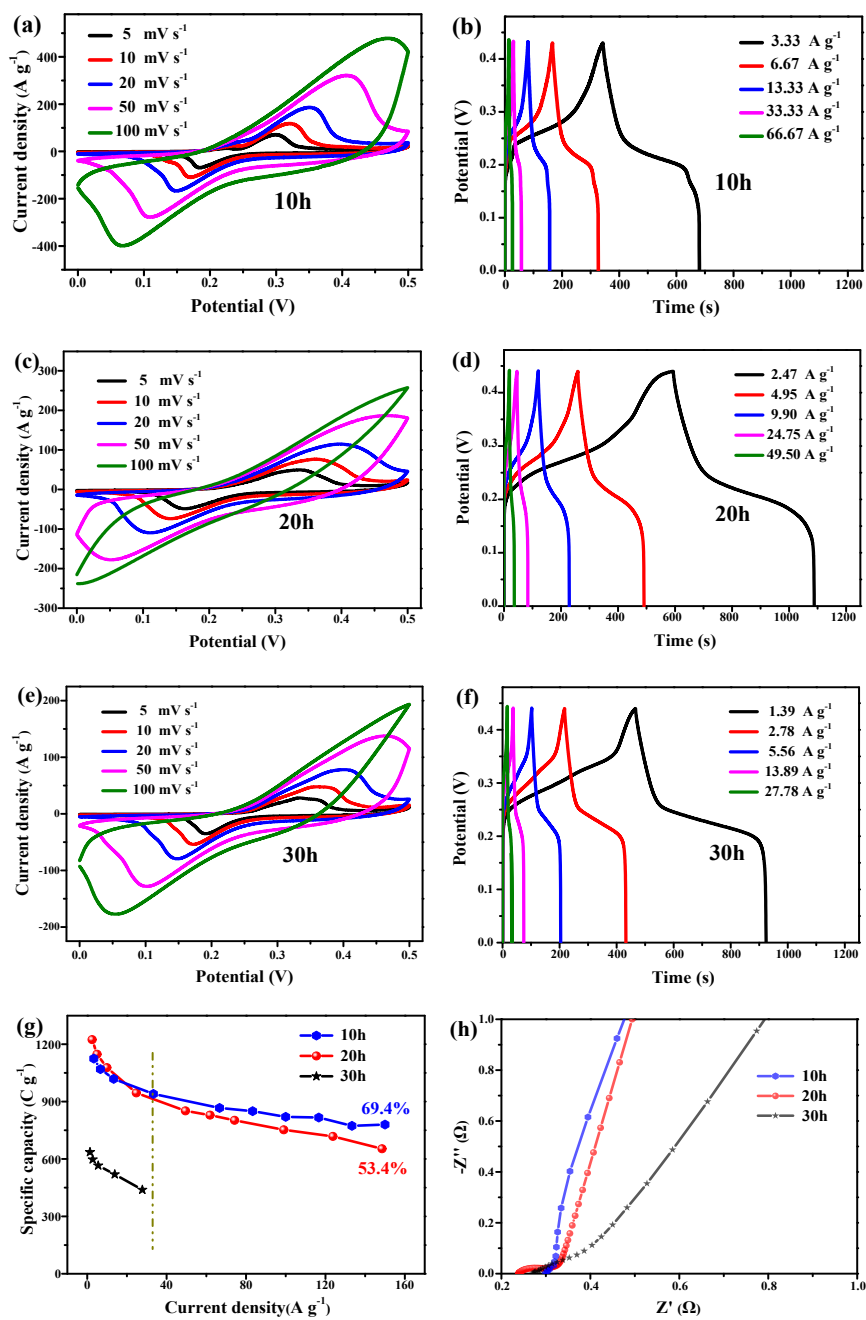 (a)
5 mV s⁻¹
10 mV s⁻¹
20 mV s⁻¹
50 mV s⁻¹
100 mV s⁻¹
10h
400
200
0
-200
-400
0.0 0.1 0.2 0.3 0.4 0.5
Current density (A g⁻¹)
Potential (V)
(b)
3.33 A g⁻¹
6.67 A g⁻¹
13.33 A g⁻¹
33.33 A g⁻¹
66.67 A g⁻¹
10h
0.4
0.3
0.2
0.1
0.0
0 200 400 600 800 1000 1200
Potential (V)
Time (s)
(c)
5 mV s⁻¹
10 mV s⁻¹
20 mV s⁻¹
50 mV s⁻¹
100 mV s⁻¹
20h
300
200
100
0
-100
-200
-300
0.0 0.1 0.2 0.3 0.4 0.5
Current density (A g⁻¹)
Potential (V)
(d)
2.47 A g⁻¹
4.95 A g⁻¹
9.90 A g⁻¹
24.75 A g⁻¹
49.50 A g⁻¹
20h
0.4
0.3
0.2
0.1
0.0
0 200 400 600 800 1000 1200
Potential (V)
Time (s)
(e)
5 mV s⁻¹
10 mV s⁻¹
20 mV s⁻¹
50 mV s⁻¹
100 mV s⁻¹
30h
200
100
0
-100
-200
0.0 0.1 0.2 0.3 0.4 0.5
Current density (A g⁻¹)
Potential (V)
(f)
1.39 A g⁻¹
2.78 A g⁻¹
5.56 A g⁻¹
13.89 A g⁻¹
27.78 A g⁻¹
30h
0.4
0.3
0.2
0.1
0.0
0 200 400 600 800 1000 1200
Potential (V)
Time (s)
(g)
10h
20h
30h
69.4%
53.4%
1200
900
600
300
0
0 40 80 120 160
Specific capacity (C g⁻¹)
Current density(A g⁻¹)
(h)
10h
20h
30h
1.0
0.8
0.6
0.4
0.2
0.0
0.2 0.4 0.6 0.8 1.0
-Z'' (Ω)
Z' (Ω)